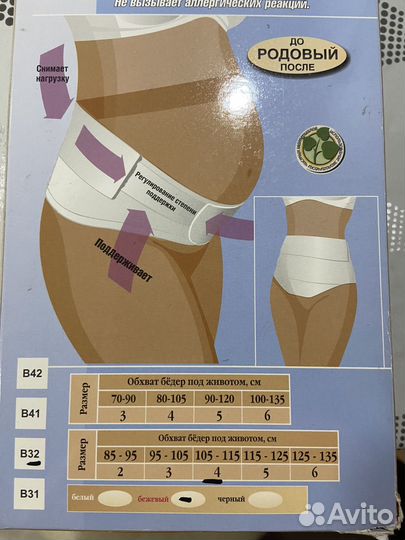 не вызывает аллергических реакций.
ДО
РОДОВЫЙ
ПОСЛЕ
Снимает
нагрузку
Регулирование степени
поддержки
Поддерживает
B42
B41
B32
B31
Размер
Обхват бёдер под животом, см
70-90 80-105 90-120 100-135
3 4 5 6
Размер
Обхват бёдер под животом, см
85 - 95 95 - 105 105 - 115 115 - 125 125 - 135
2 3 4 5 6
белый бежевый черный
Avito